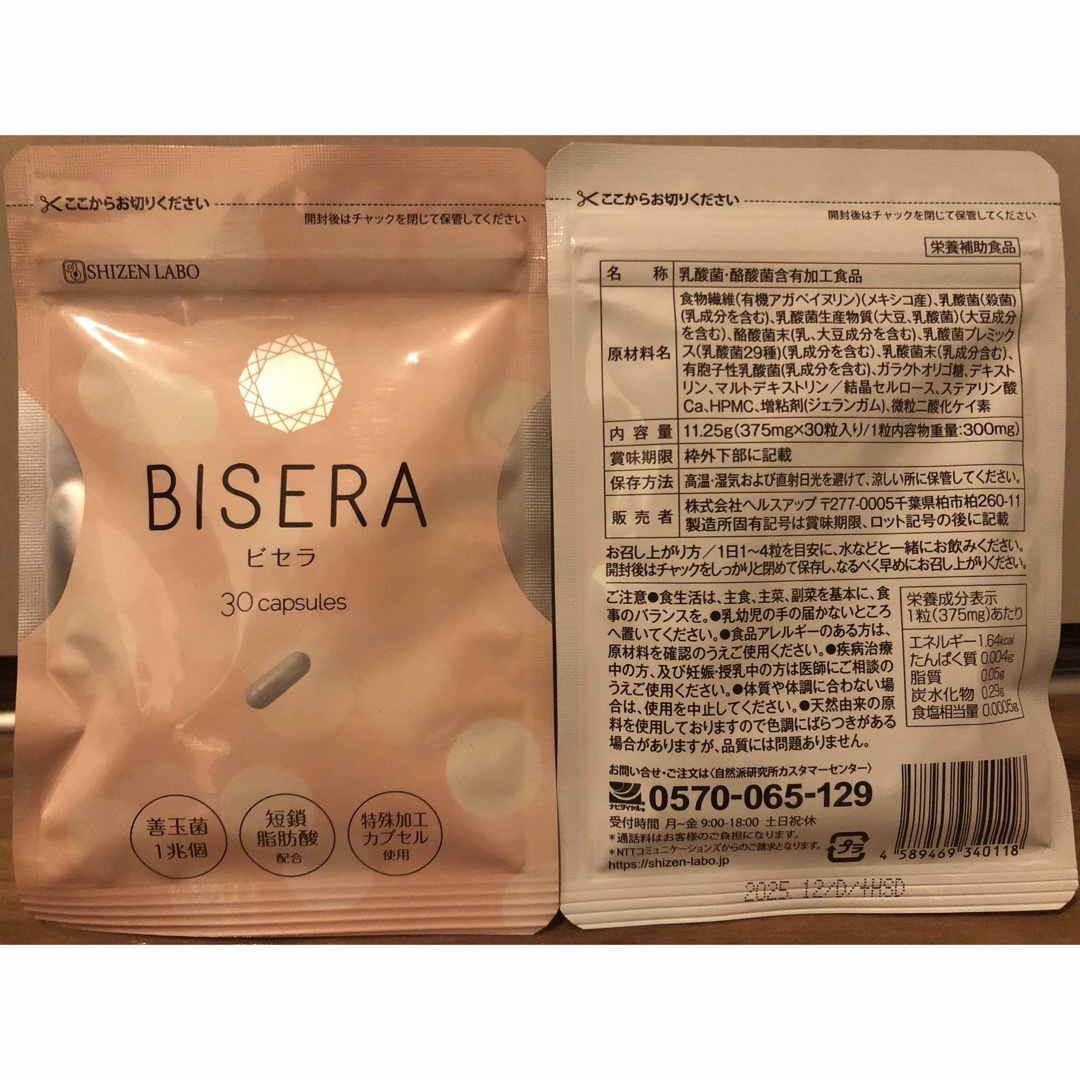 ここからお切りください
開封後はチャックを閉じて保管してください
SHIZEN LABO
BISERA
ビセラ
30 capsules
善玉菌
1兆個
短鎖
脂肪酸
配合
特殊加工
カプセル
使用
ここからお切りください
開封後はチャックを閉じて保管してください
栄養補助食品
名 称 乳酸菌・酪酸菌含有加工食品
原材料名
食物繊維(有機アガベイヌリン)(メキシコ産)、乳酸菌(殺菌)
(乳成分を含む)、乳酸菌生産物質(大豆、乳酸菌)(大豆成分
を含む)、酪酸菌末(乳、大豆成分を含む)、乳酸菌プレミック
ス(乳酸菌29種)(乳成分を含む)、乳酸菌末(乳成分含む)、
有胞子性乳酸菌(乳成分を含む)、ガラクトオリゴ糖、デキスト
リン、マルトデキストリン/結晶セルロース、ステアリン酸
Ca、HPMC、増粘剤(ジェランガム)、微粒二酸化ケイ素
内 容 量 11.25g(375mg×30粒入り/1粒内容物重量:300mg)
賞味期限 枠外下部に記載
保存方法 高温・湿気および直射日光を避けて、涼しい所に保管してください。
販 売 者
株式会社ヘルスアップ 〒277-0005千葉県柏市柏260-11
製造所固有記号は賞味期限、ロット記号の後に記載
お召し上がり方/1日1~4粒を目安に、水などと一緒にお飲みください。
開封後はチャックをしっかりと閉めて保存し、なるべく早めにお召し上がりください。
ご注意●食生活は、主食、主菜、副菜を基本に、食
事のバランスを。●乳幼児の手の届かないところ
へ置いてください。●食品アレルギーのある方は、
原材料を確認のうえご使用ください。●疾病治療
中の方、及び妊娠・授乳中の方は医師にご相談の
うえご使用ください。●体質や体調に合わない場
合は、使用を中止してください。●天然由来の原
料を使用しておりますので色調にばらつきがある
場合がありますが、品質には問題ありません。
栄養成分表示
1粒(375mg)あたり
エネルギー 1.64kcal
たんぱく質 0.004g
脂質 0.05g
炭水化物 0.29g
食塩相当量 0.0005g
お問い合せ・ご注文は〈自然派研究所カスタマーセンター〉
ナビダイヤル 0570-065-129
受付時間 月~金 9:00-18:00 土日祝:休
*通話料はお客様のご負担になります。
*NTTコミュニケーションズからのご請求となります。
https://shizen-labo.jp
プラ
4 589469 340118
2025.12/D/4HSD